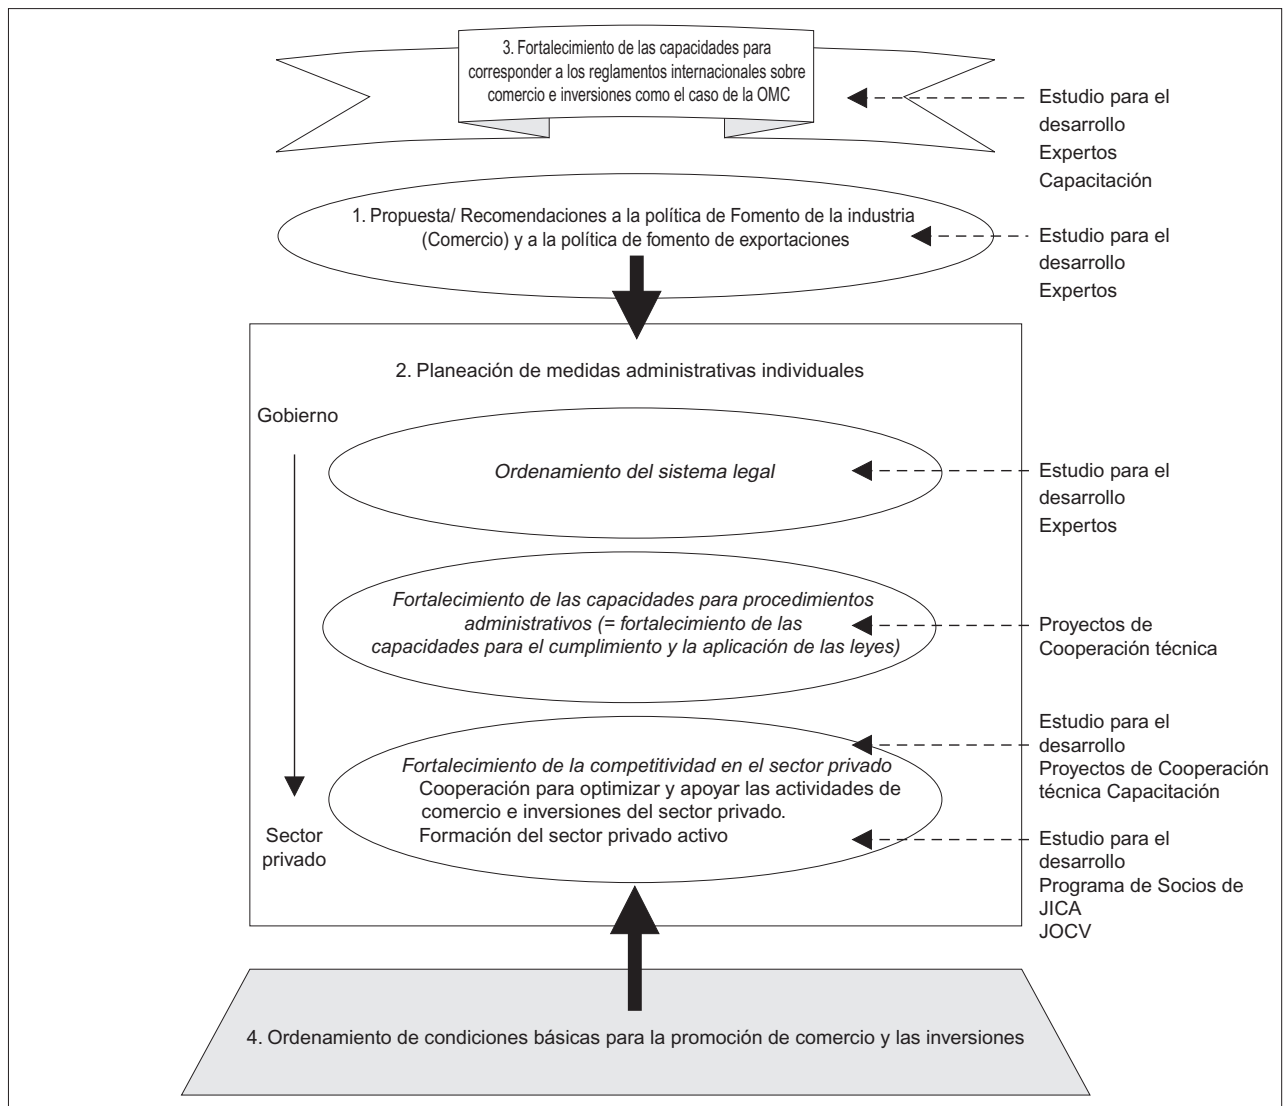 3. Fortalecimiento de las capacidades para
corresponder a los reglamentos internacionales sobre
comercio e inversiones como el caso de la OMC
Estudio para el
desarrollo
Expertos
Capacitación
1. Propuesta/ Recomendaciones a la política de Fomento de la industria
(Comercio) y a la política de fomento de exportaciones
Estudio para el
desarrollo
Expertos
2. Planeación de medidas administrativas individuales
Gobierno
Ordenamiento del sistema legal
Estudio para el
desarrollo
Expertos
Fortalecimiento de las capacidades para procedimientos
administrativos (= fortalecimiento de las
capacidades para el cumplimiento y la aplicación de las leyes)
Proyectos de
Cooperación técnica
Fortalecimiento de la competitividad en el sector privado
Cooperación para optimizar y apoyar las actividades de
comercio e inversiones del sector privado.
Formación del sector privado activo
Estudio para el
desarrollo
Proyectos de Cooperación
técnica Capacitación
Sector
privado
Estudio para el
desarrollo
Programa de Socios de
JICA
JOCV
4. Ordenamiento de condiciones básicas para la promoción de comercio y las inversiones